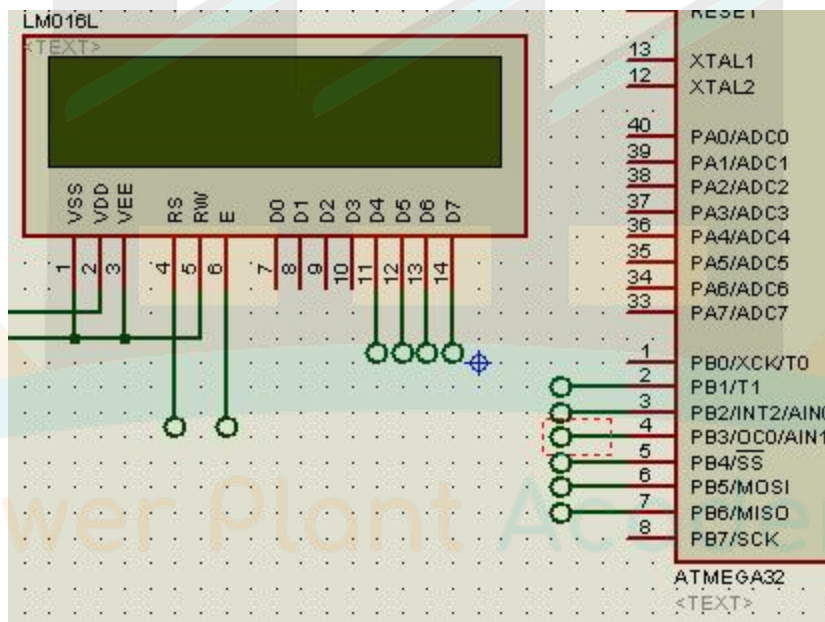 LM016L
<TEXT>
VSS
VDD
VEE
RS
RW
E
D0
D1
D2
D3
D4
D5
D6
D7
1
2
3
4
5
6
7
8
9
10
11
12
13
14
RESET
13 XTAL1
12 XTAL2
40 PA0/ADC0
39 PA1/ADC1
38 PA2/ADC2
37 PA3/ADC3
36 PA4/ADC4
35 PA5/ADC5
34 PA6/ADC6
33 PA7/ADC7
1 PB0/XCK/T0
2 PB1/T1
3 PB2/INT2/AIN0
4 PB3/OC0/AIN1
5 PB4/SS
6 PB5/MOSI
7 PB6/MISO
8 PB7/SCK
ATMEGA32
<TEXT>
wer Plant Acade